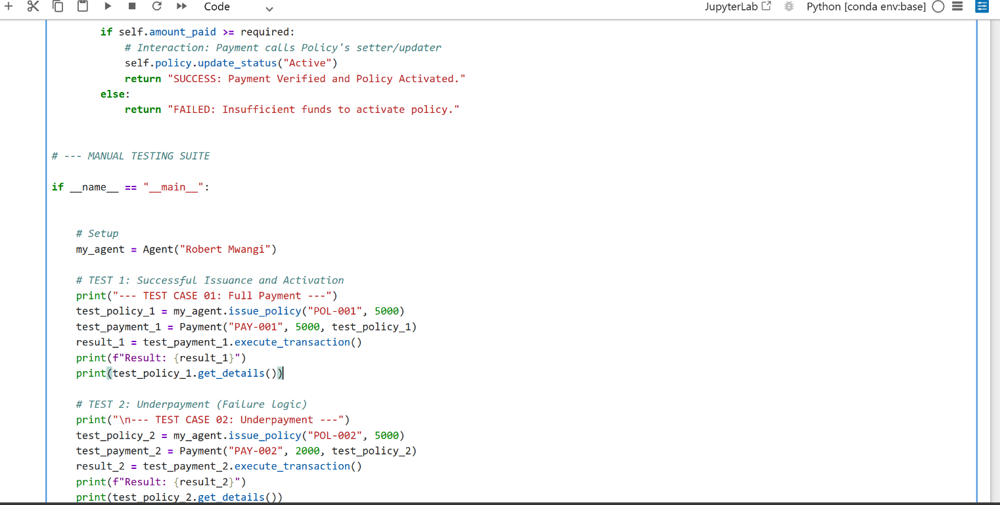 Code
JupyterLab
Python [conda env:base]
if self.amount_paid >= required:
# Interaction: Payment calls Policy's setter/updater
self.policy.update_status("Active")
return "SUCCESS: Payment Verified and Policy Activated."
else:
return "FAILED: Insufficient funds to activate policy."
# --- MANUAL TESTING SUITE
if __name__ == "__main__":
# Setup
my_agent = Agent("Robert Mwangi")
# TEST 1: Successful Issuance and Activation
print("--- TEST CASE 01: Full Payment ---")
test_policy_1 = my_agent.issue_policy("POL-001", 5000)
test_payment_1 = Payment("PAY-001", 5000, test_policy_1)
result_1 = test_payment_1.execute_transaction()
print(f"Result: {result_1}")
print(test_policy_1.get_details())
# TEST 2: Underpayment (Failure logic)
print("\n--- TEST CASE 02: Underpayment ---")
test_policy_2 = my_agent.issue_policy("POL-002", 5000)
test_payment_2 = Payment("PAY-002", 2000, test_policy_2)
result_2 = test_payment_2.execute_transaction()
print(f"Result: {result_2}")
print(test_policy_2.get_details())